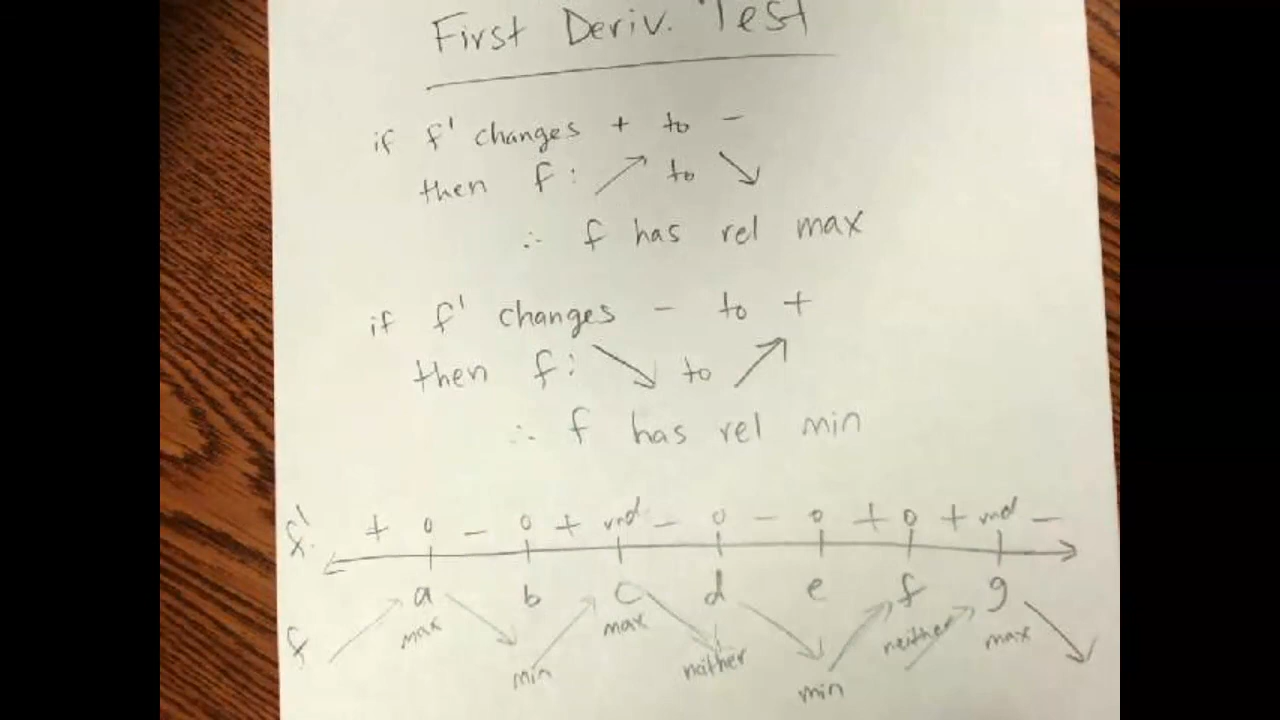 First Deriv. Test
if f' changes + to −
then f: ↗ to ↘
∴ f has rel max
if f' changes − to +
then f: ↘ to ↗
∴ f has rel min
f' + 0 − 0 + und − 0 − 0 + 0 + und −
a b c d e f g
f ↗ max ↘ min ↗ max ↘ neither ↘ min ↗ neither ↗ max ↘